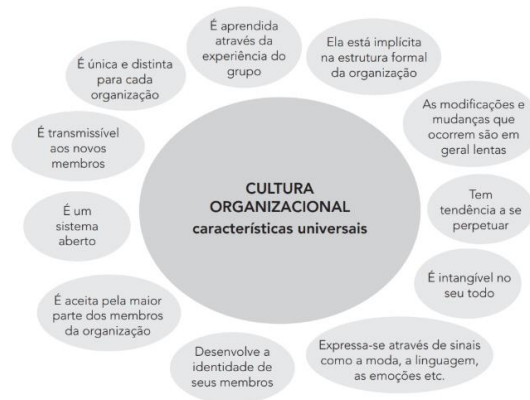 É aprendida
através da
experiência do
grupo
Ela está implícita
na estrutura formal
da organização
É única e distinta
para cada
organização
As modificações e
mudanças que
ocorrem são em
geral lentas
É transmissível
aos novos
membros
CULTURA
ORGANIZACIONAL
características universais
Tem
tendência a se
perpetuar
É um
sistema
aberto
É intangível no
seu todo
É aceita pela maior
parte dos membros
da organização
Expressa-se através de sinais
como a moda, a linguagem,
as emoções etc.
Desenvolve a
identidade de
seus membros